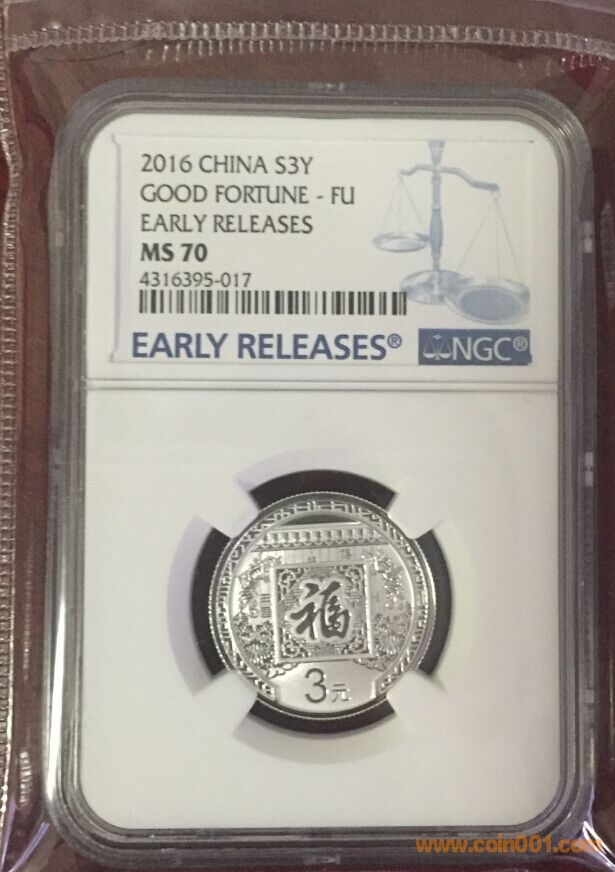 2016 CHINA S3Y
GOOD FORTUNE - FU
EARLY RELEASES
MS 70
4316395-017
EARLY RELEASES®
NGC®
福
3元
www.coin001.com